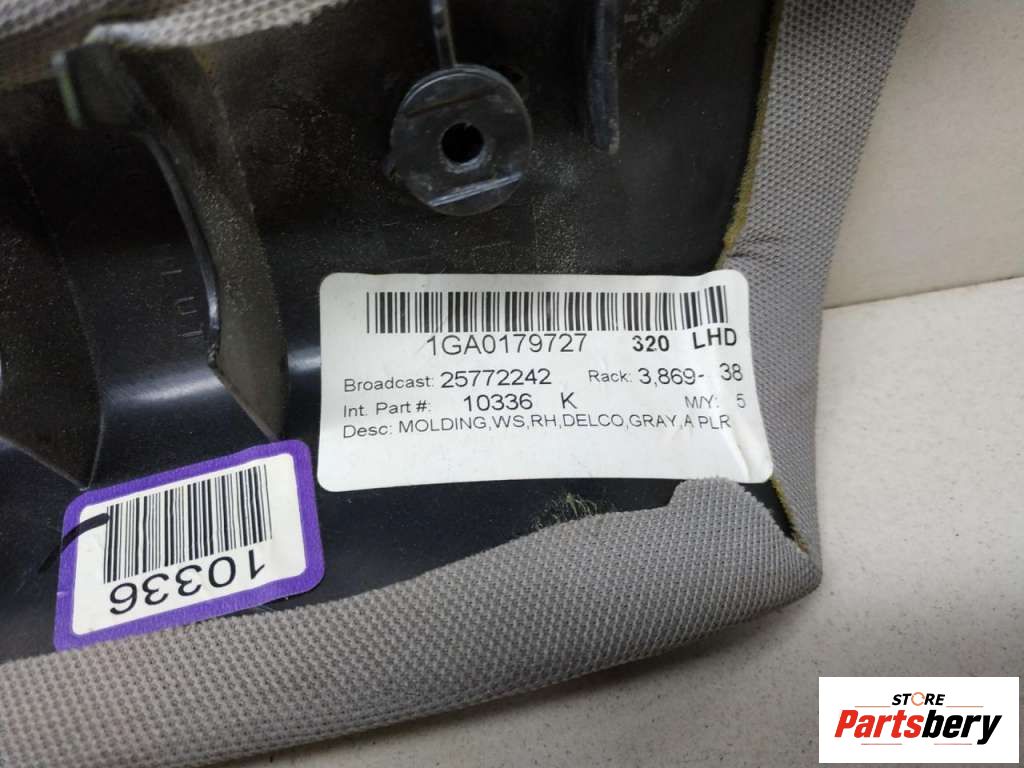 1GA0179727 320 LHD
Broadcast: 25772242 Rack: 3,869- 38
Int. Part #: 10336 K M/Y: 5
Desc: MOLDING,WS,RH,DELCO,GRAY,A PLR
10336
STORE
Partsbery